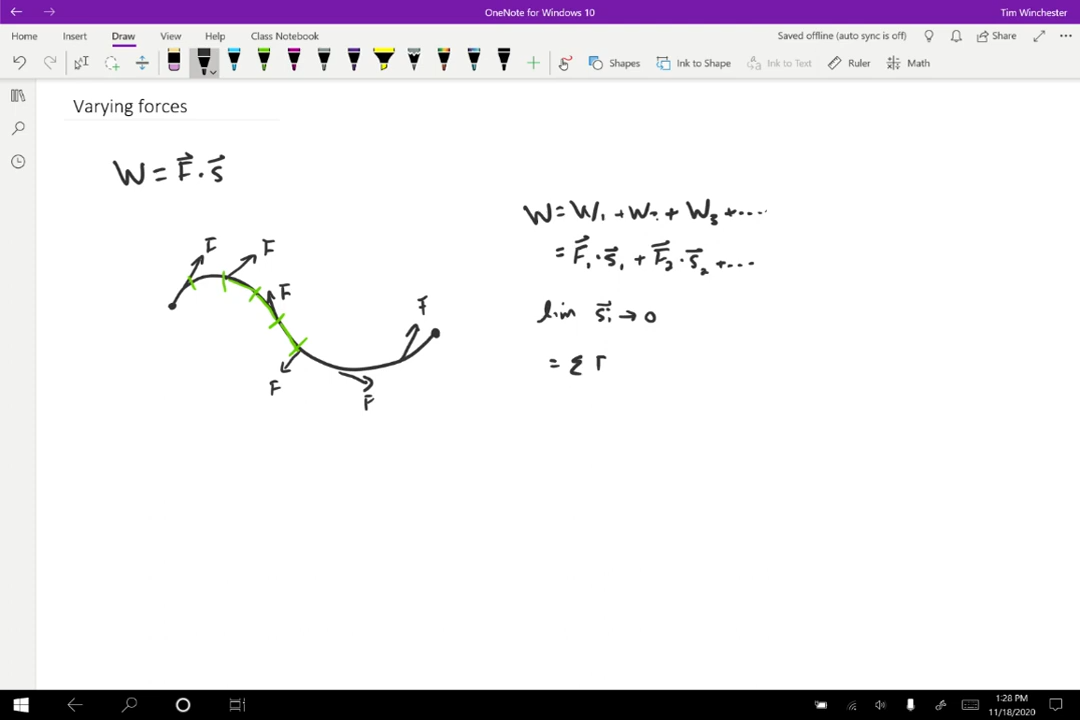 OneNote for Windows 10
Tim Winchester
Home Insert Draw View Help Class Notebook
Saved offline (auto sync is off) Share
Shapes Ink to Shape Ink to Text Ruler Math
Varying forces
W = F⃗ · s⃗
W = W₁ + W₂ + W₃ + ....
= F⃗₁ · s⃗₁ + F⃗₂ · s⃗₂ + ...
lim s⃗ᵢ → 0
= Σ
F F
F
F
F
F
1:28 PM
11/18/2020